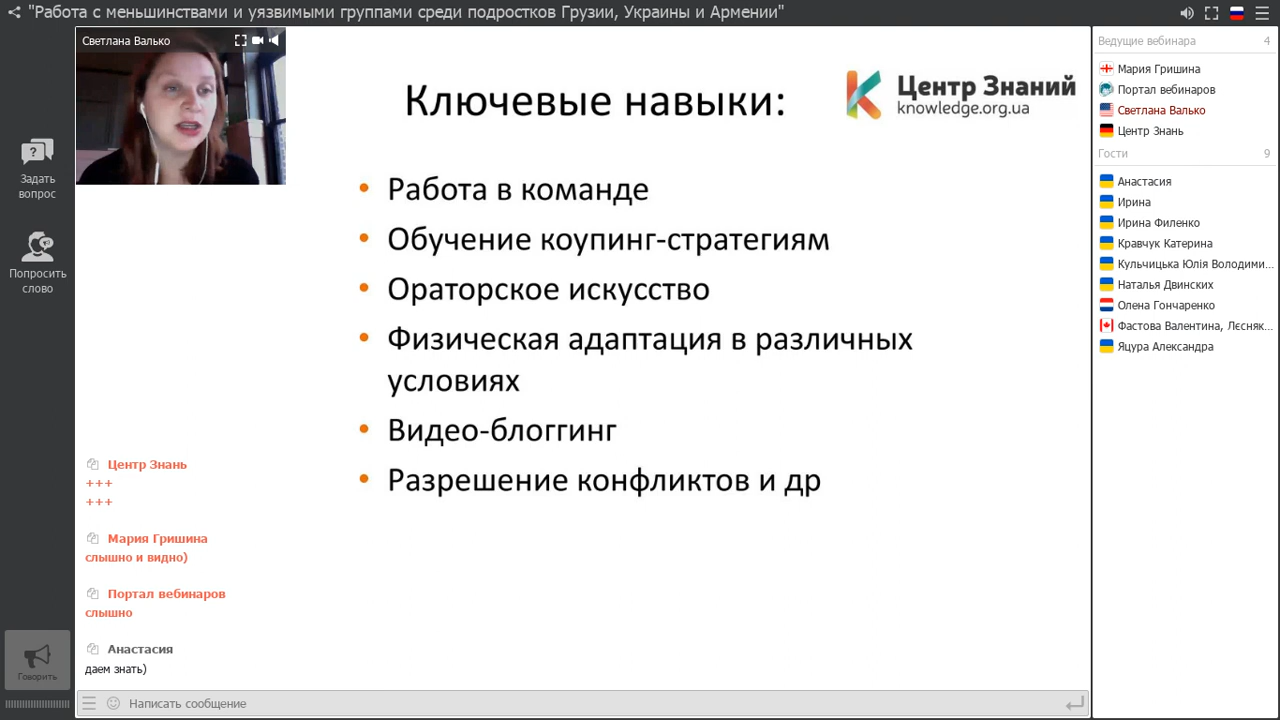 "Работа с меньшинствами и уязвимыми группами среди подростков Грузии, Украины и Армении"
Светлана Валько
Задать
вопрос
Попросить
слово
Говорить
Ключевые навыки:
Центр Знаний
knowledge.org.ua
Работа в команде
Обучение коупинг-стратегиям
Ораторское искусство
Физическая адаптация в различных
условиях
Видео-блоггинг
Разрешение конфликтов и др
Центр Знань
+++
+++
Мария Гришина
слышно и видно)
Портал вебинаров
слышно
Анастасия
даем знать)
Написать сообщение
Ведущие вебинара 4
Мария Гришина
Портал вебинаров
Светлана Валько
Центр Знань
Гости 9
Анастасия
Ирина
Ирина Филенко
Кравчук Катерина
Кульчицька Юлія Володими...
Наталья Двинских
Олена Гончаренко
Фастова Валентина, Лєсняк...
Яцура Александра